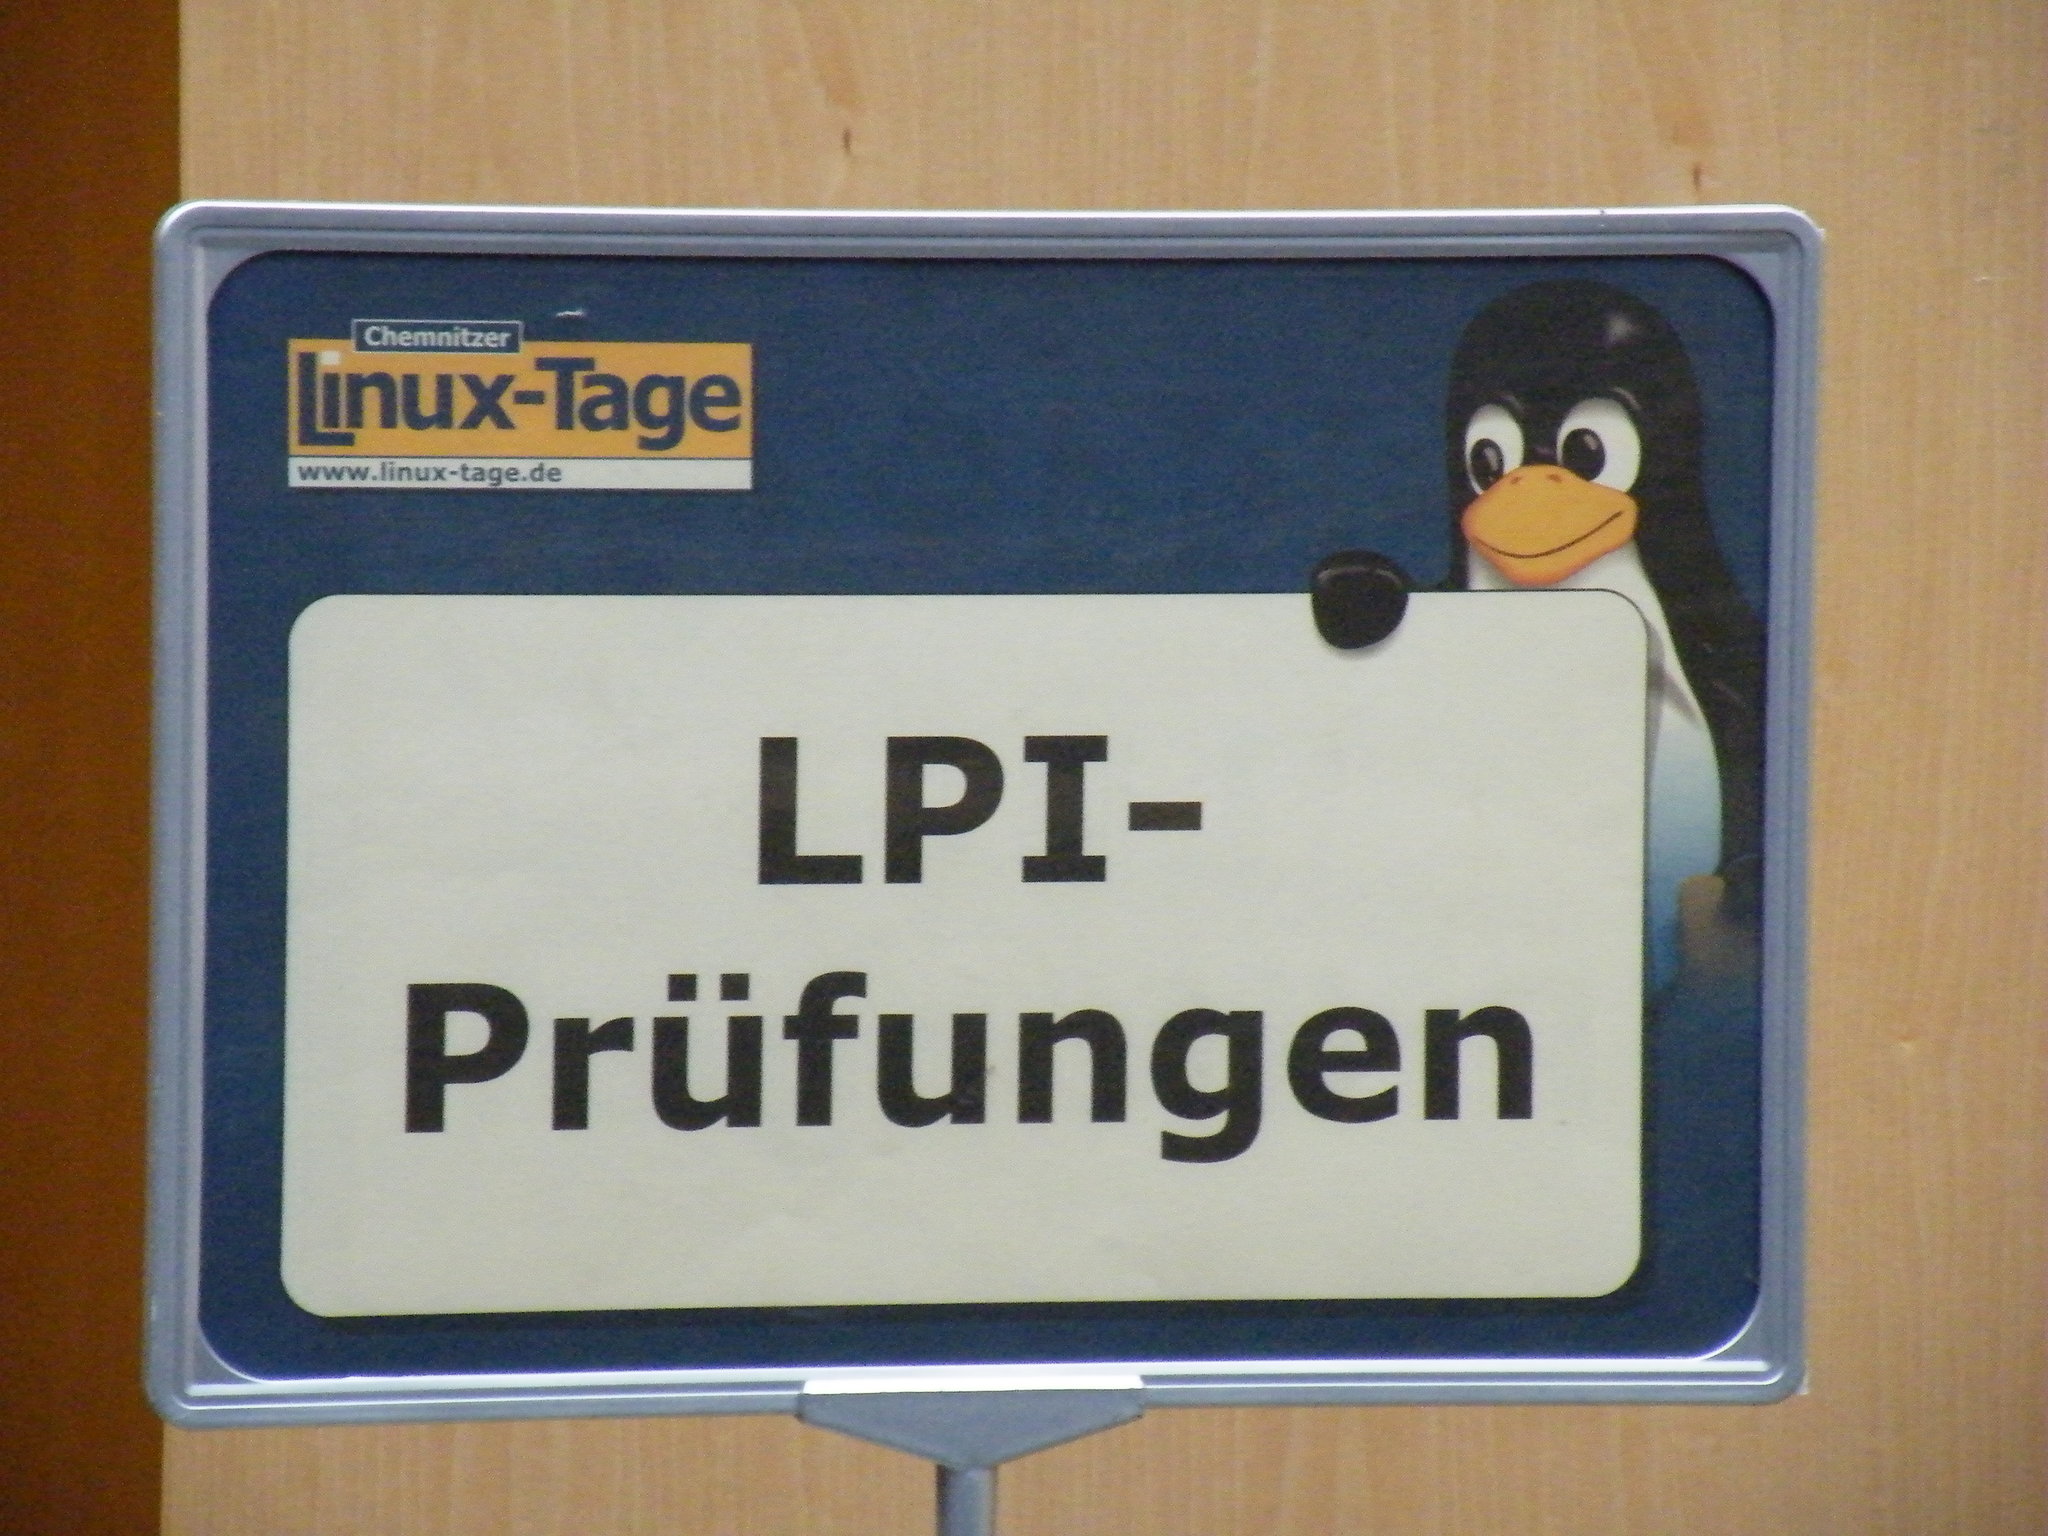 Chemnitzer
Linux-Tage
www.linux-tage.de
LPI-
Prüfungen